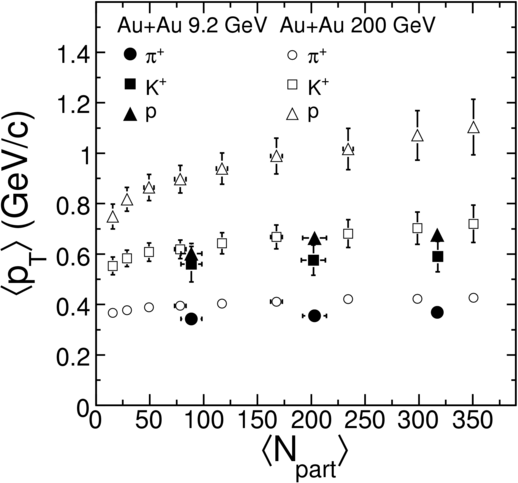 Au+Au 9.2 GeV Au+Au 200 GeV
π⁺ π⁺
K⁺ K⁺
p p
1.4
1.2
1
0.8
0.6
0.4
0.2
0
⟨p_T⟩ (GeV/c)
0 50 100 150 200 250 300 350 400
⟨N_part⟩